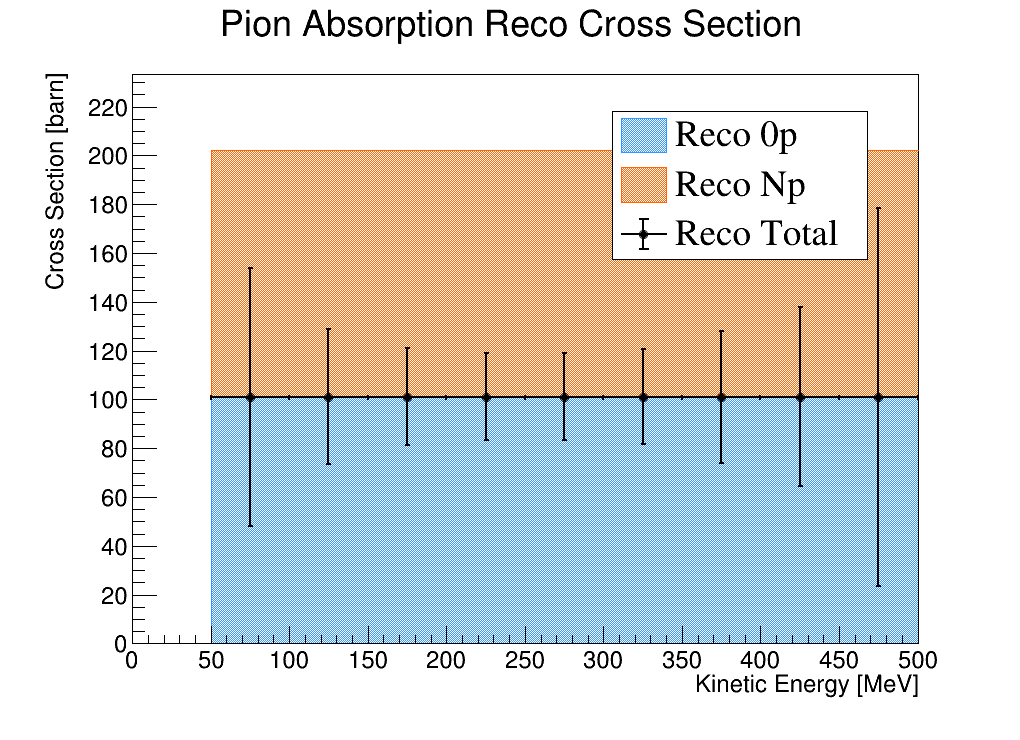 Pion Absorption Reco Cross Section
Cross Section [barn]
220
200
180
160
140
120
100
80
60
40
20
0
Reco 0p
Reco Np
Reco Total
0 50 100 150 200 250 300 350 400 450 500
Kinetic Energy [MeV]